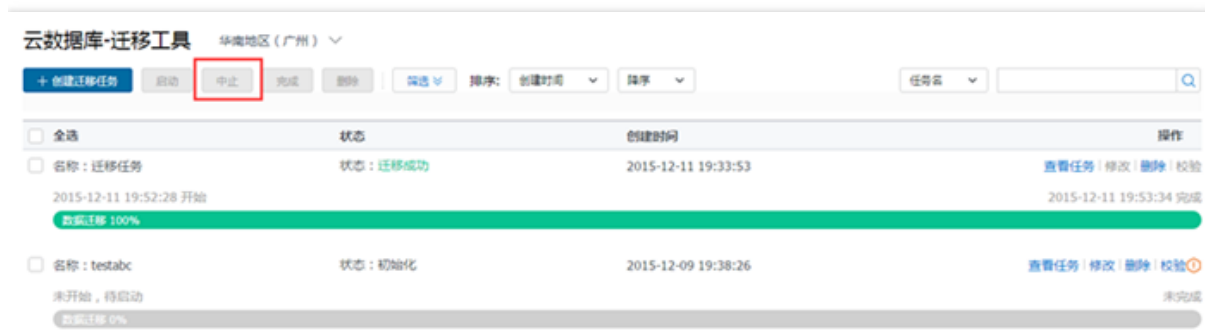 云数据库-迁移工具 华南地区(广州)
+ 创建迁移任务 启动 中止 完成 删除 筛选 排序: 创建时间 降序 任务名
全选 状态 创建时间 操作
名称:迁移任务 状态:迁移成功 2015-12-11 19:33:53 查看任务 修改 删除 校验
2015-12-11 19:52:28 开始 2015-12-11 19:53:34 完成
数据迁移 100%
名称:testabc 状态:初始化 2015-12-09 19:38:26 查看任务 修改 删除 校验
未开始,待启动 未完成
数据迁移 0%